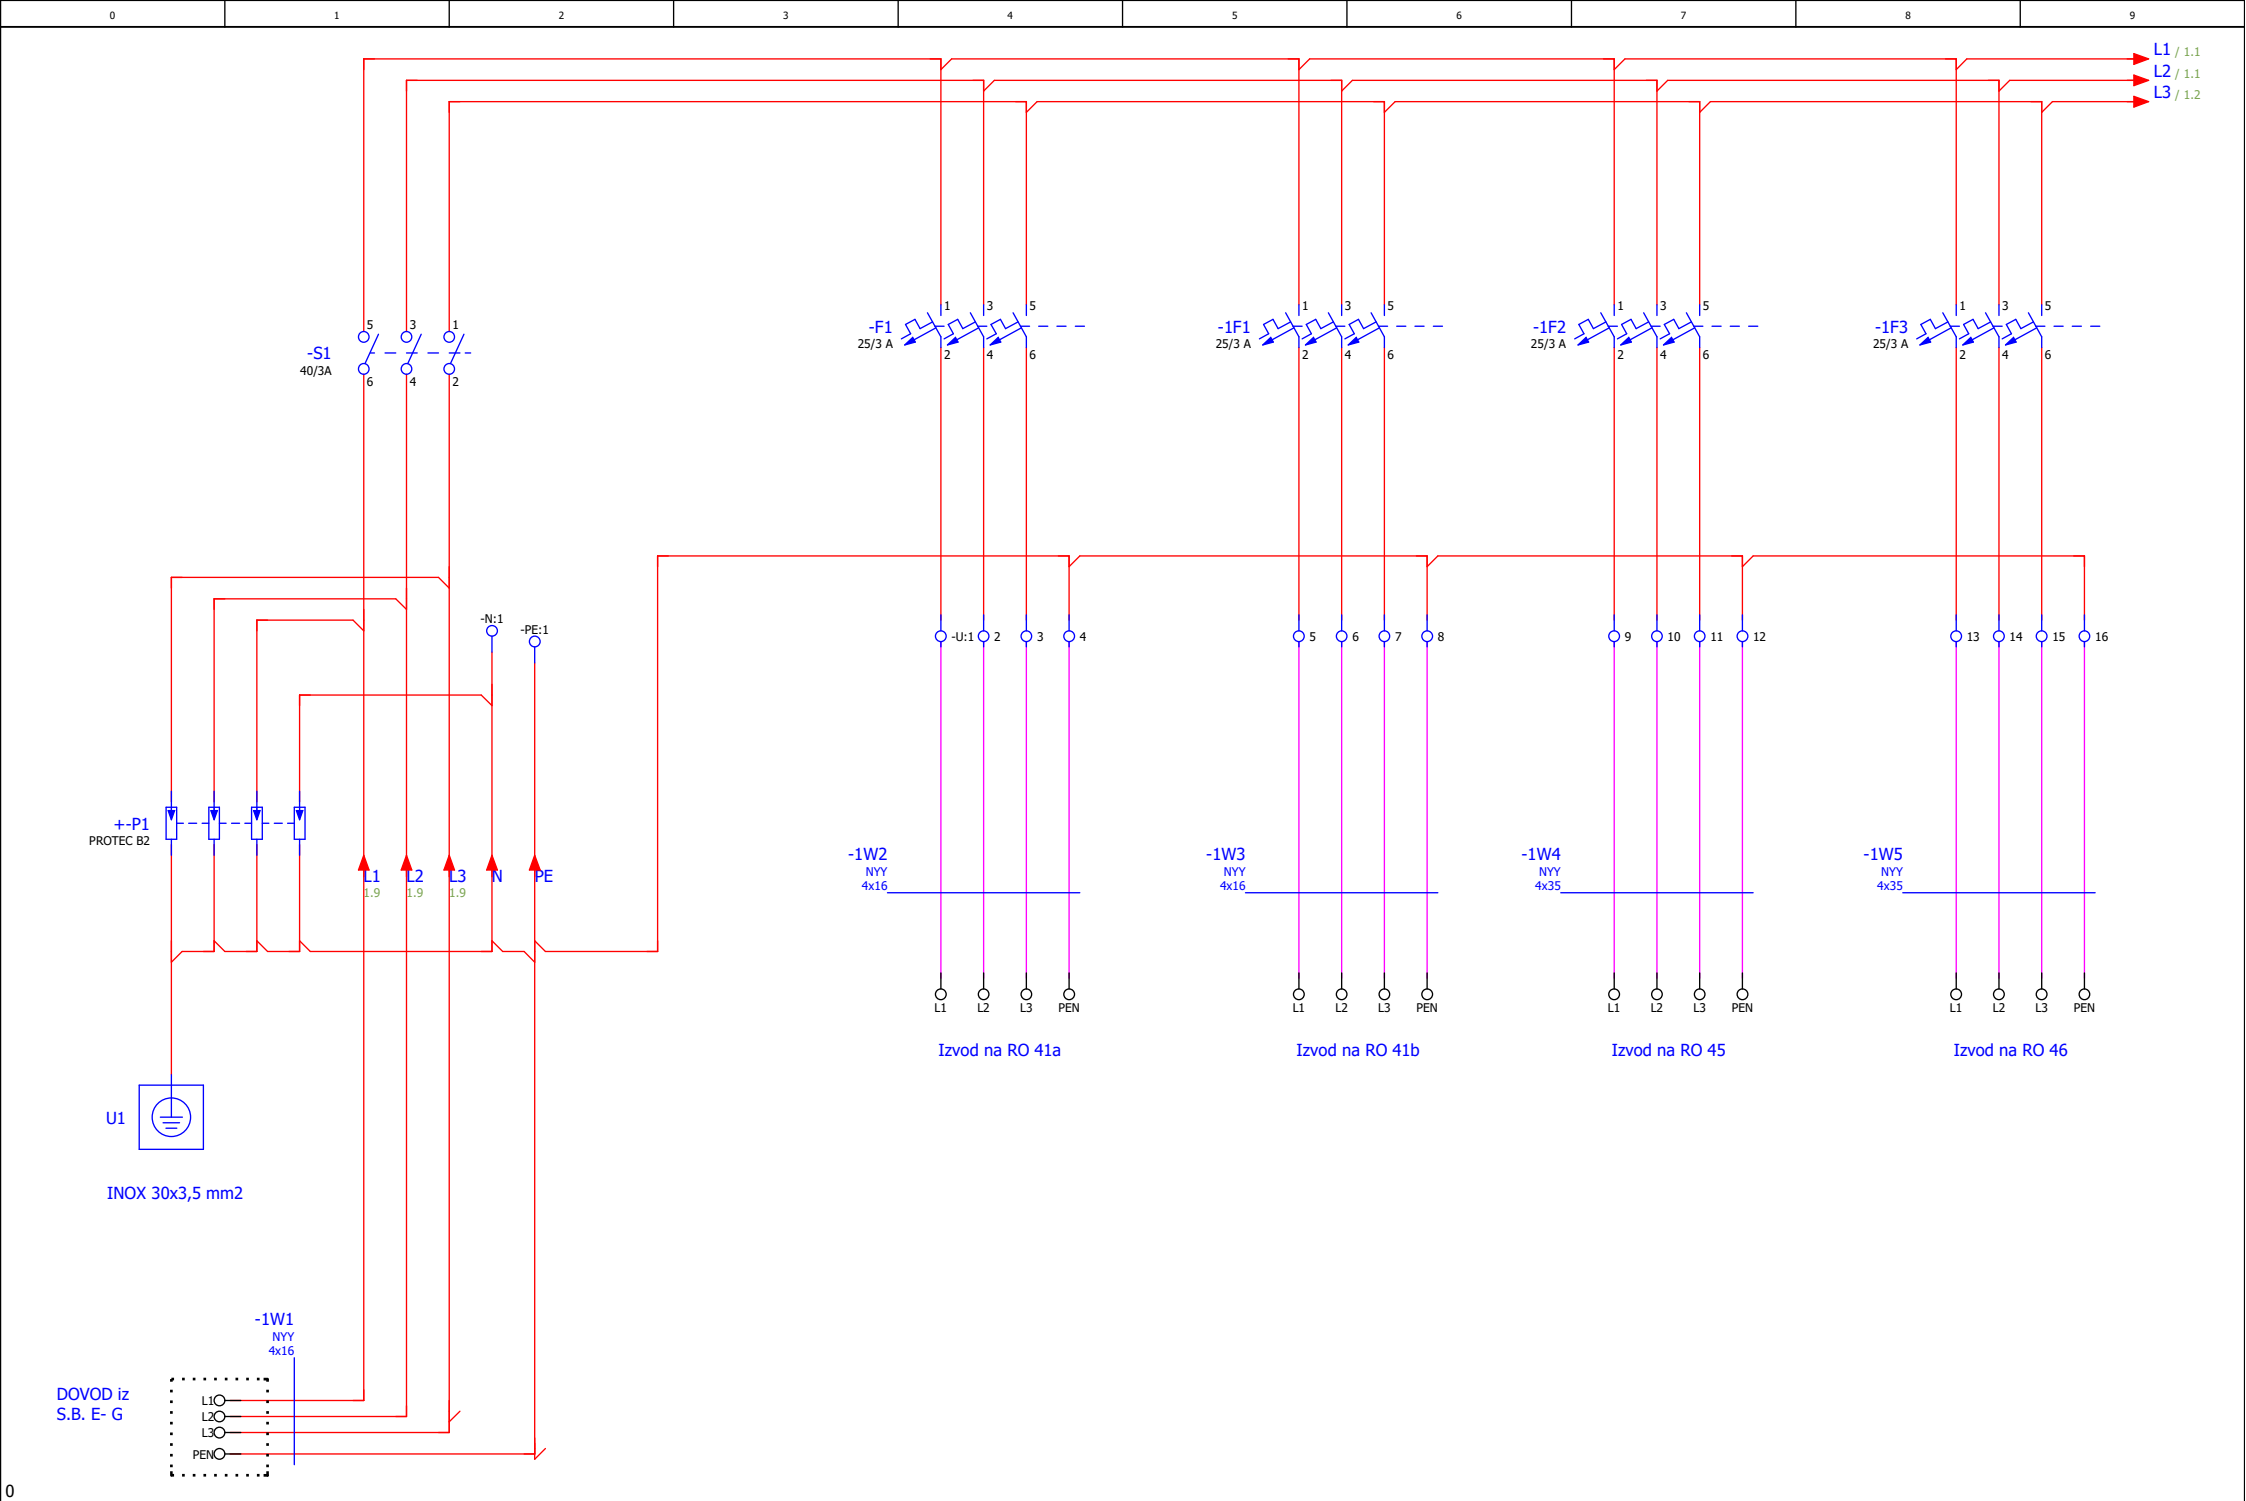 0 1 2 3 4 5 6 7 8 9
L1 / 1.1
L2 / 1.1
L3 / 1.2
-S1
40/3A
5 3 1
6 4 2
-F1
25/3 A
1 3 5
2 4 6
-1F1
25/3 A
1 3 5
2 4 6
-1F2
25/3 A
1 3 5
2 4 6
-1F3
25/3 A
1 3 5
2 4 6
-N:1
-PE:1
-U:1 2 3 4
5 6 7 8
9 10 11 12
13 14 15 16
+-P1
PROTEC B2
L1 L2 L3 N PE
1.9 1.9 1.9
-1W2
NYY
4x16
-1W3
NYY
4x16
-1W4
NYY
4x35
-1W5
NYY
4x35
L1 L2 L3 PEN
L1 L2 L3 PEN
L1 L2 L3 PEN
L1 L2 L3 PEN
Izvod na RO 41a
Izvod na RO 41b
Izvod na RO 45
Izvod na RO 46
U1
INOX 30x3,5 mm2
-1W1
NYY
4x16
DOVOD iz
S.B. E- G
L1
L2
L3
PEN
0